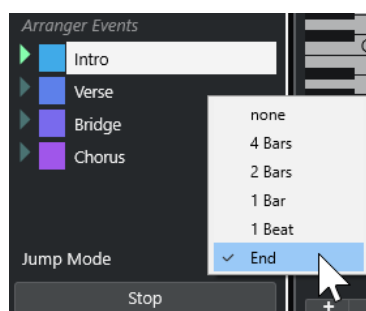 Arranger Events
Intro
Verse
Bridge
Chorus
none
4 Bars
2 Bars
1 Bar
1 Beat
End
Jump Mode
Stop
+